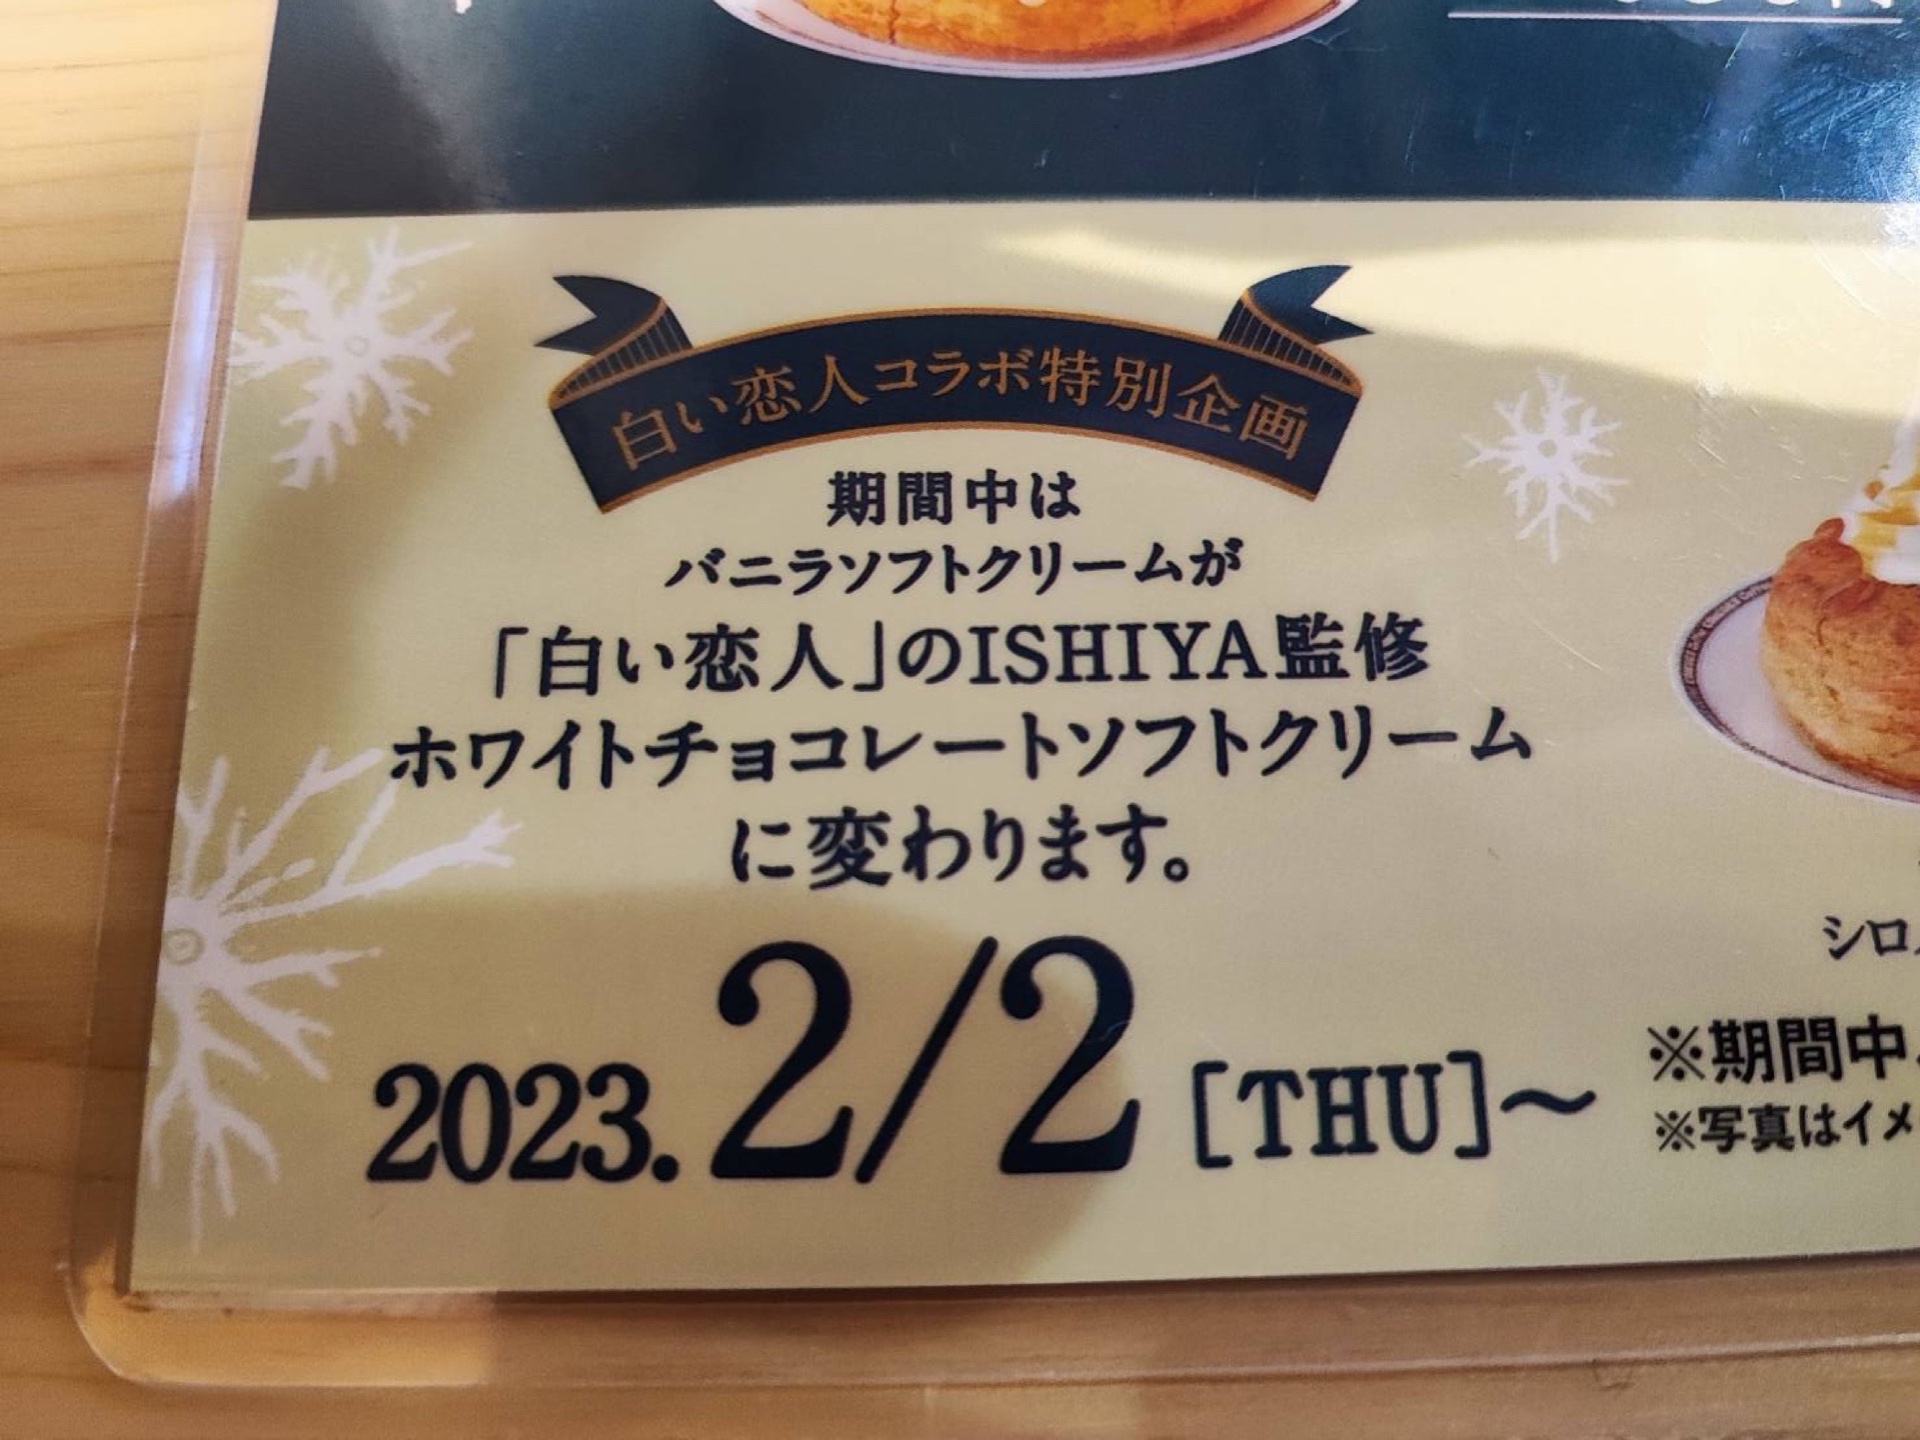 白い恋人コラボ特別企画
期間中は
バニラソフトクリームが
「白い恋人」のISHIYA監修
ホワイトチョコレートソフトクリーム
に変わります。
2023. 2/2 [THU]～
シロ
※期間中
※写真はイメ